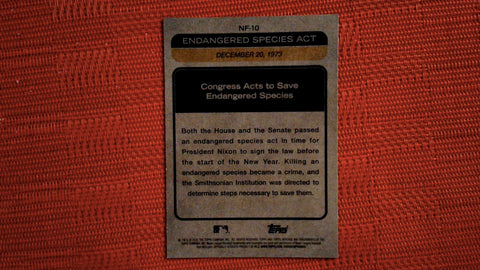 NF-10
ENDANGERED SPECIES ACT
DECEMBER 20, 1973
Congress Acts to Save
Endangered Species
Both the House and the Senate passed
an endangered species act in time for
President Nixon to sign the law before
the start of the New Year. Killing an
endangered species became a crime, and
the Smithsonian Institution was directed to
determine steps necessary to save them.
Topps